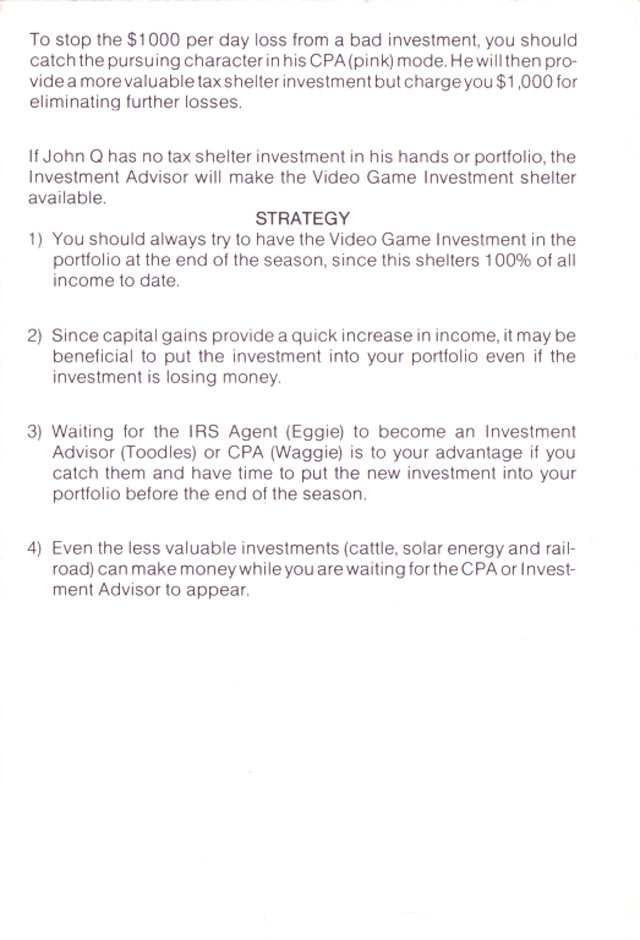 To stop the $1000 per day loss from a bad investment, you should
catch the pursuing character in his CPA (pink) mode. He will then pro-
vide a more valuable tax shelter investment but charge you $1,000 for
eliminating further losses.
If John Q has no tax shelter investment in his hands or portfolio, the
Investment Advisor will make the Video Game Investment shelter
available.
STRATEGY
1) You should always try to have the Video Game Investment in the
portfolio at the end of the season, since this shelters 100% of all
income to date.
2) Since capital gains provide a quick increase in income, it may be
beneficial to put the investment into your portfolio even if the
investment is losing money.
3) Waiting for the IRS Agent (Eggie) to become an Investment
Advisor (Toodles) or CPA (Waggie) is to your advantage if you
catch them and have time to put the new investment into your
portfolio before the end of the season.
4) Even the less valuable investments (cattle, solar energy and rail-
road) can make money while you are waiting for the CPA or Invest-
ment Advisor to appear.